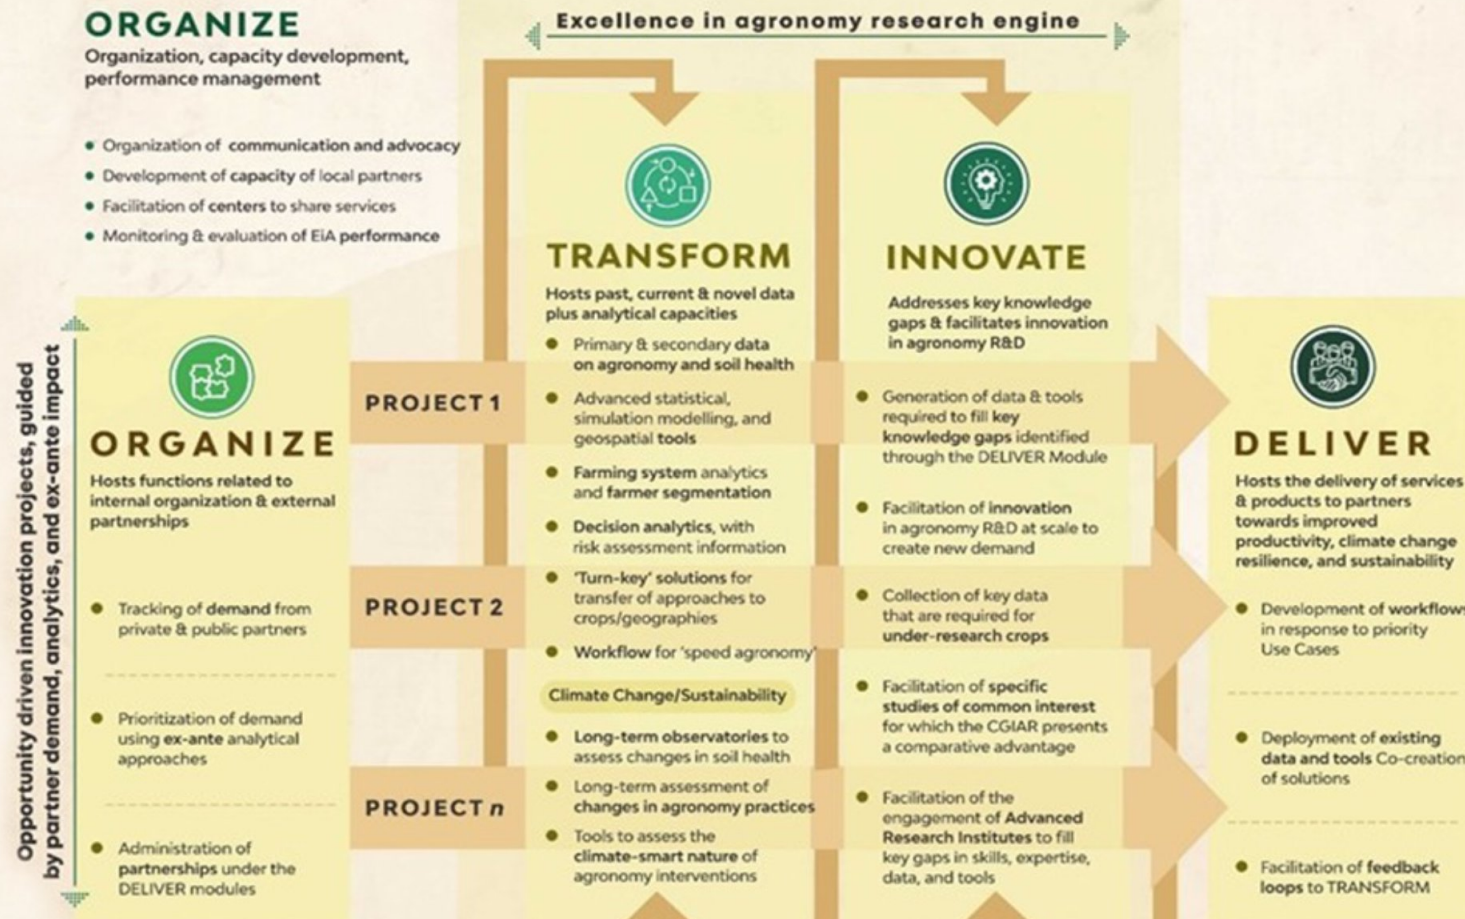 ORGANIZE
Organization, capacity development,
performance management
• Organization of communication and advocacy
• Development of capacity of local partners
• Facilitation of centers to share services
• Monitoring & evaluation of EiA performance
Excellence in agronomy research engine
Opportunity driven innovation projects, guided
by partner demand, analytics, and ex-ante impact
ORGANIZE
Hosts functions related to
internal organization & external
partnerships
• Tracking of demand from
private & public partners
• Prioritization of demand
using ex-ante analytical
approaches
• Administration of
partnerships under the
DELIVER modules
PROJECT 1
PROJECT 2
PROJECT n
TRANSFORM
Hosts past, current & novel data
plus analytical capacities
• Primary & secondary data
on agronomy and soil health
• Advanced statistical,
simulation modelling, and
geospatial tools
• Farming system analytics
and farmer segmentation
• Decision analytics, with
risk assessment information
• 'Turn-key' solutions for
transfer of approaches to
crops/geographies
• Workflow for 'speed agronomy'
Climate Change/Sustainability
• Long-term observatories to
assess changes in soil health
• Long-term assessment of
changes in agronomy practices
• Tools to assess the
climate-smart nature of
agronomy interventions
INNOVATE
Addresses key knowledge
gaps & facilitates innovation
in agronomy R&D
• Generation of data & tools
required to fill key
knowledge gaps identified
through the DELIVER Module
• Facilitation of innovation
in agronomy R&D at scale to
create new demand
• Collection of key data
that are required for
under-research crops
• Facilitation of specific
studies of common interest
for which the CGIAR presents
a comparative advantage
• Facilitation of the
engagement of Advanced
Research Institutes to fill
key gaps in skills, expertise,
data, and tools
DELIVER
Hosts the delivery of services
& products to partners
towards improved
productivity, climate change
resilience, and sustainability
• Development of workflows
in response to priority
Use Cases
• Deployment of existing
data and tools Co-creation
of solutions
• Facilitation of feedback
loops to TRANSFORM